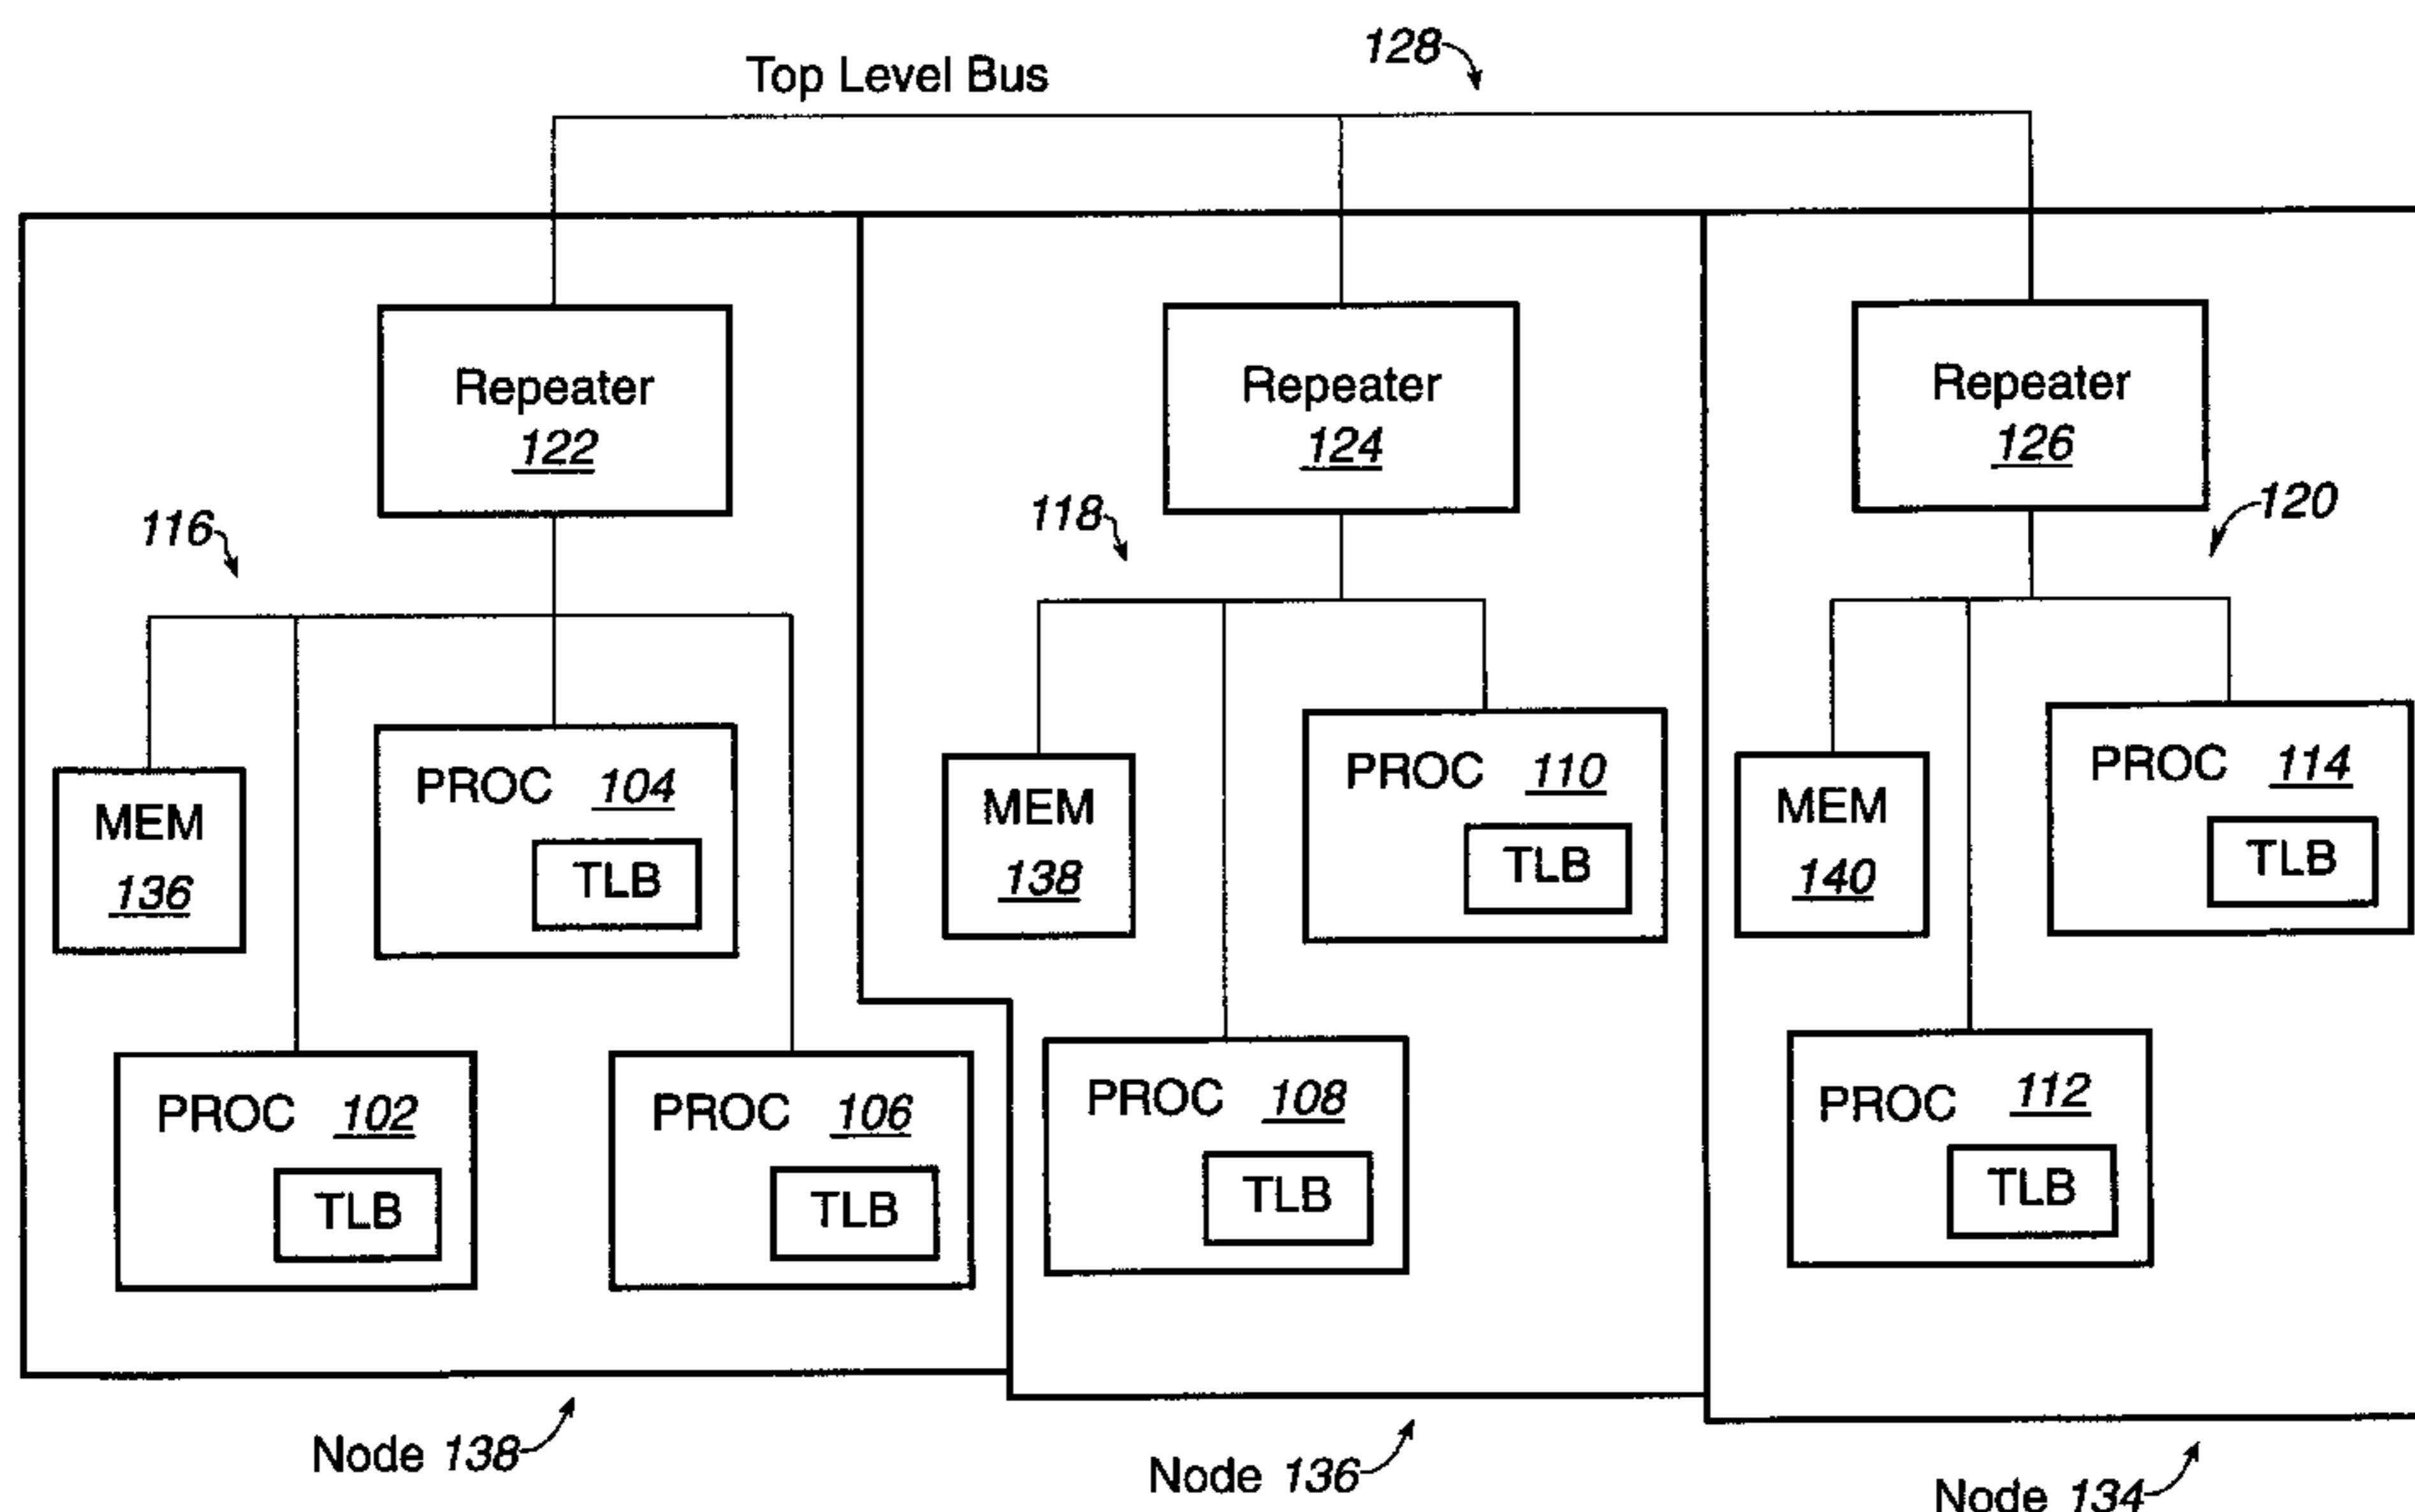 128
Top Level Bus
Repeater
122
Repeater
124
Repeater
126
116
118
120
MEM
136
PROC 104
TLB
MEM
138
PROC 110
TLB
MEM
140
PROC 114
TLB
PROC 102
TLB
PROC 106
TLB
PROC 108
TLB
PROC 112
TLB
Node 138
Node 136
Node 134